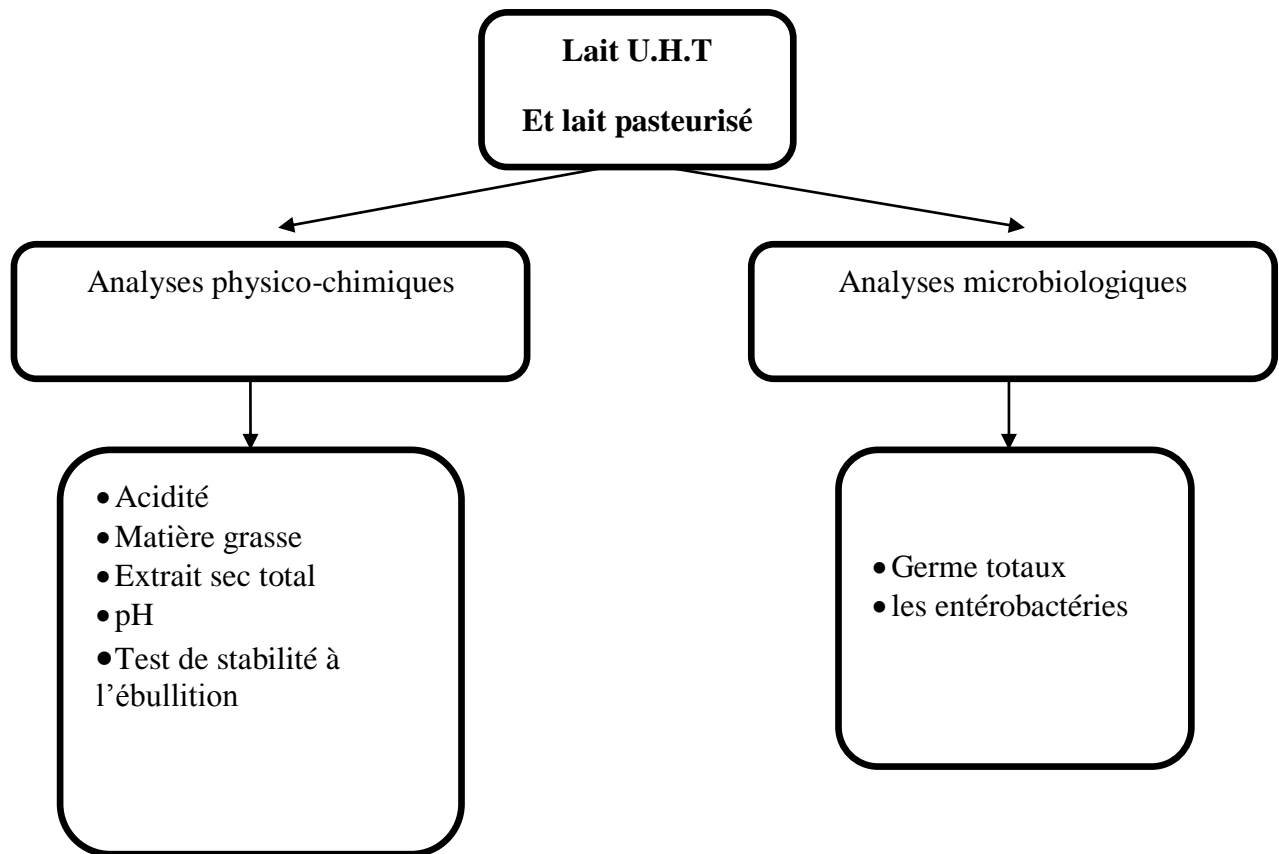 Lait U.H.T
Et lait pasteurisé
Analyses physico-chimiques
Analyses microbiologiques
•Acidité
•Matière grasse
•Extrait sec total
•pH
•Test de stabilité à
l’ébullition
•Germe totaux
•les entérobactéries